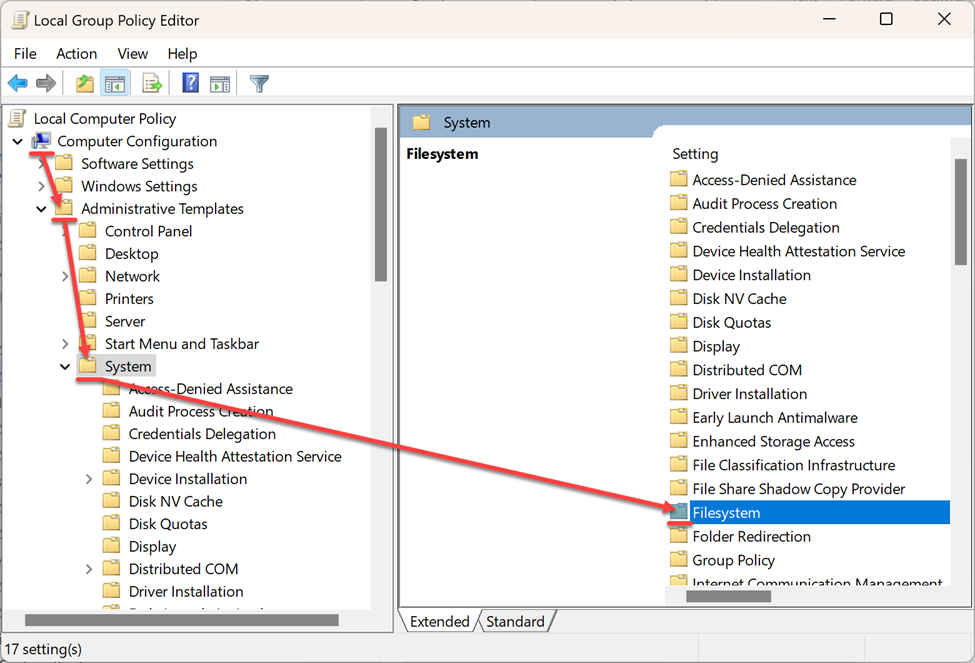 Local Group Policy Editor
File Action View Help
Local Computer Policy
Computer Configuration
Software Settings
Windows Settings
Administrative Templates
Control Panel
Desktop
Network
Printers
Server
Start Menu and Taskbar
System
Access-Denied Assistance
Audit Process Creation
Credentials Delegation
Device Health Attestation Service
Device Installation
Disk NV Cache
Disk Quotas
Display
Distributed COM
Driver Installation
System
Filesystem
Setting
Access-Denied Assistance
Audit Process Creation
Credentials Delegation
Device Health Attestation Service
Device Installation
Disk NV Cache
Disk Quotas
Display
Distributed COM
Driver Installation
Early Launch Antimalware
Enhanced Storage Access
File Classification Infrastructure
File Share Shadow Copy Provider
Filesystem
Folder Redirection
Group Policy
Internet Communication Management
Extended Standard
17 setting(s)